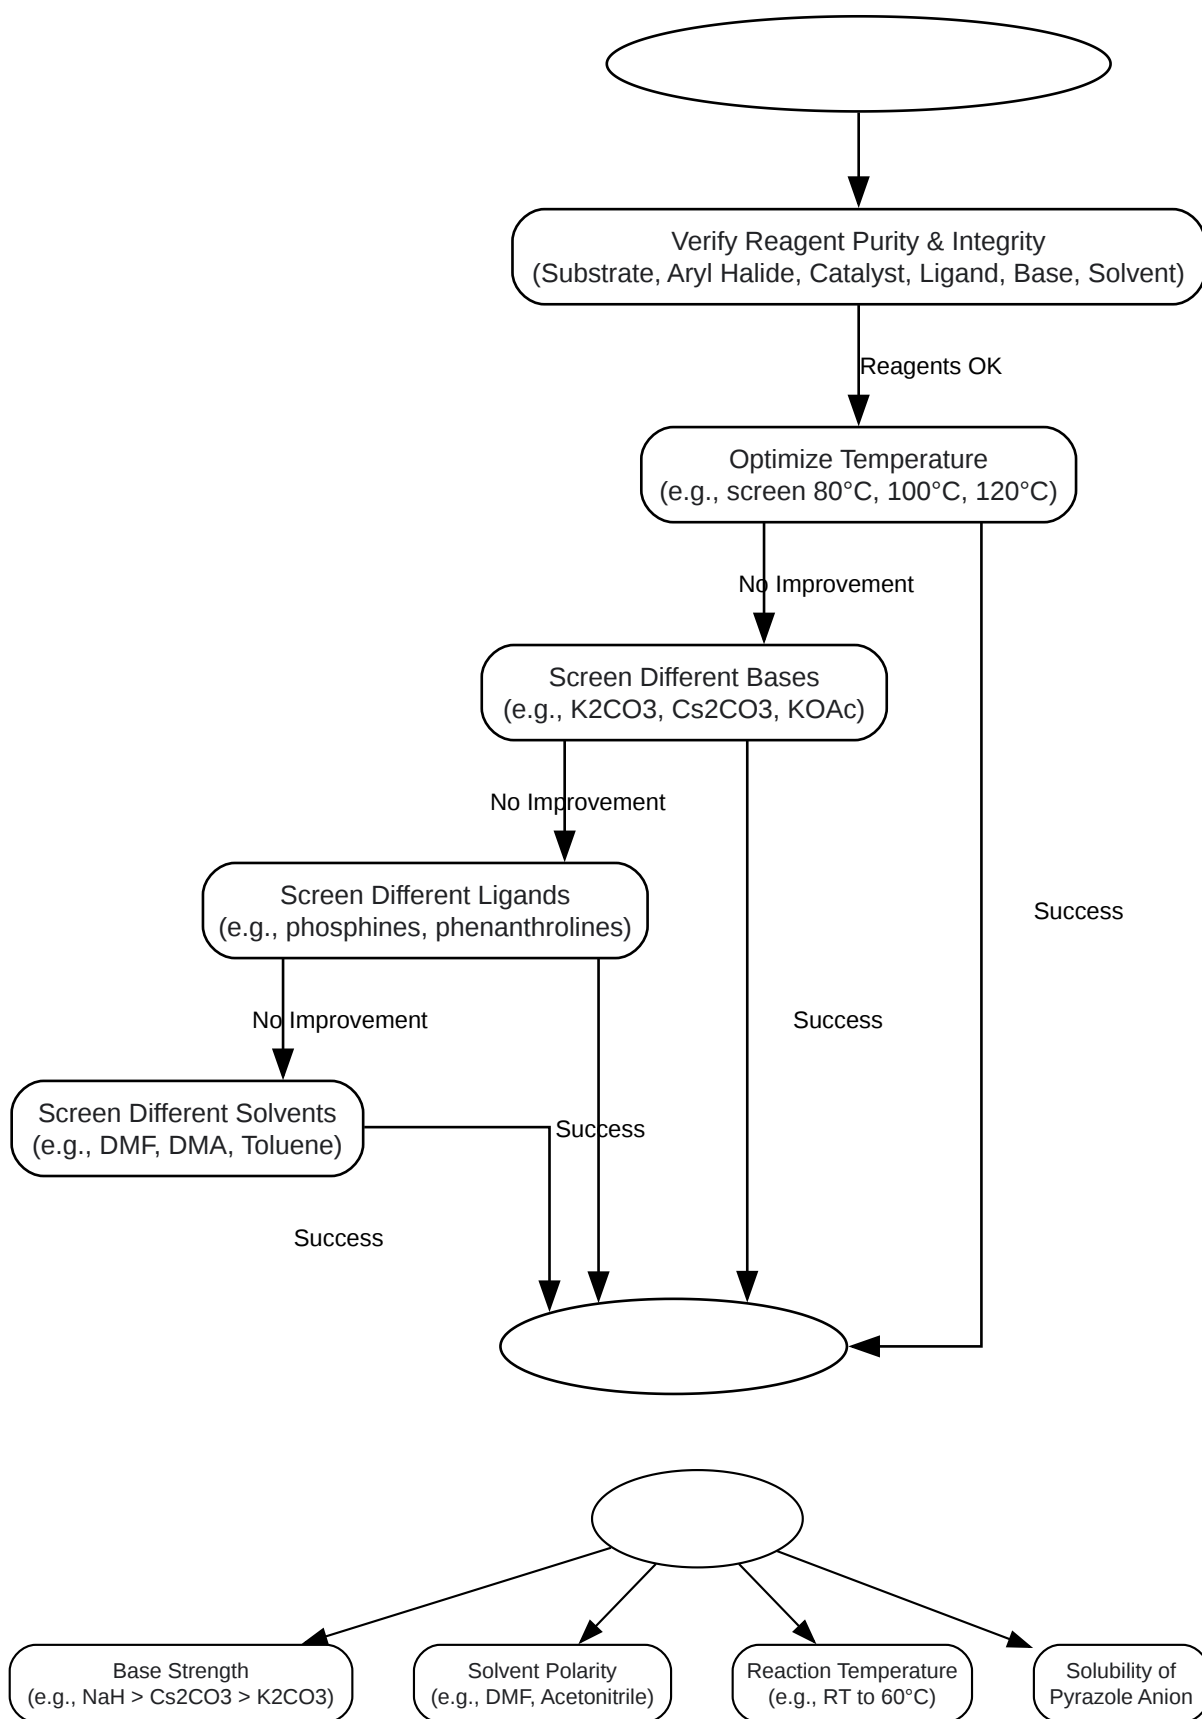 Verify Reagent Purity & Integrity
(Substrate, Aryl Halide, Catalyst, Ligand, Base, Solvent)
Reagents OK
Optimize Temperature
(e.g., screen 80°C, 100°C, 120°C)
No Improvement
Screen Different Bases
(e.g., K2CO3, Cs2CO3, KOAc)
No Improvement
Screen Different Ligands
(e.g., phosphines, phenanthrolines)
Success
No Improvement
Success
Screen Different Solvents
(e.g., DMF, DMA, Toluene)
Success
Success
Base Strength
(e.g., NaH > Cs2CO3 > K2CO3)
Solvent Polarity
(e.g., DMF, Acetonitrile)
Reaction Temperature
(e.g., RT to 60°C)
Solubility of
Pyrazole Anion